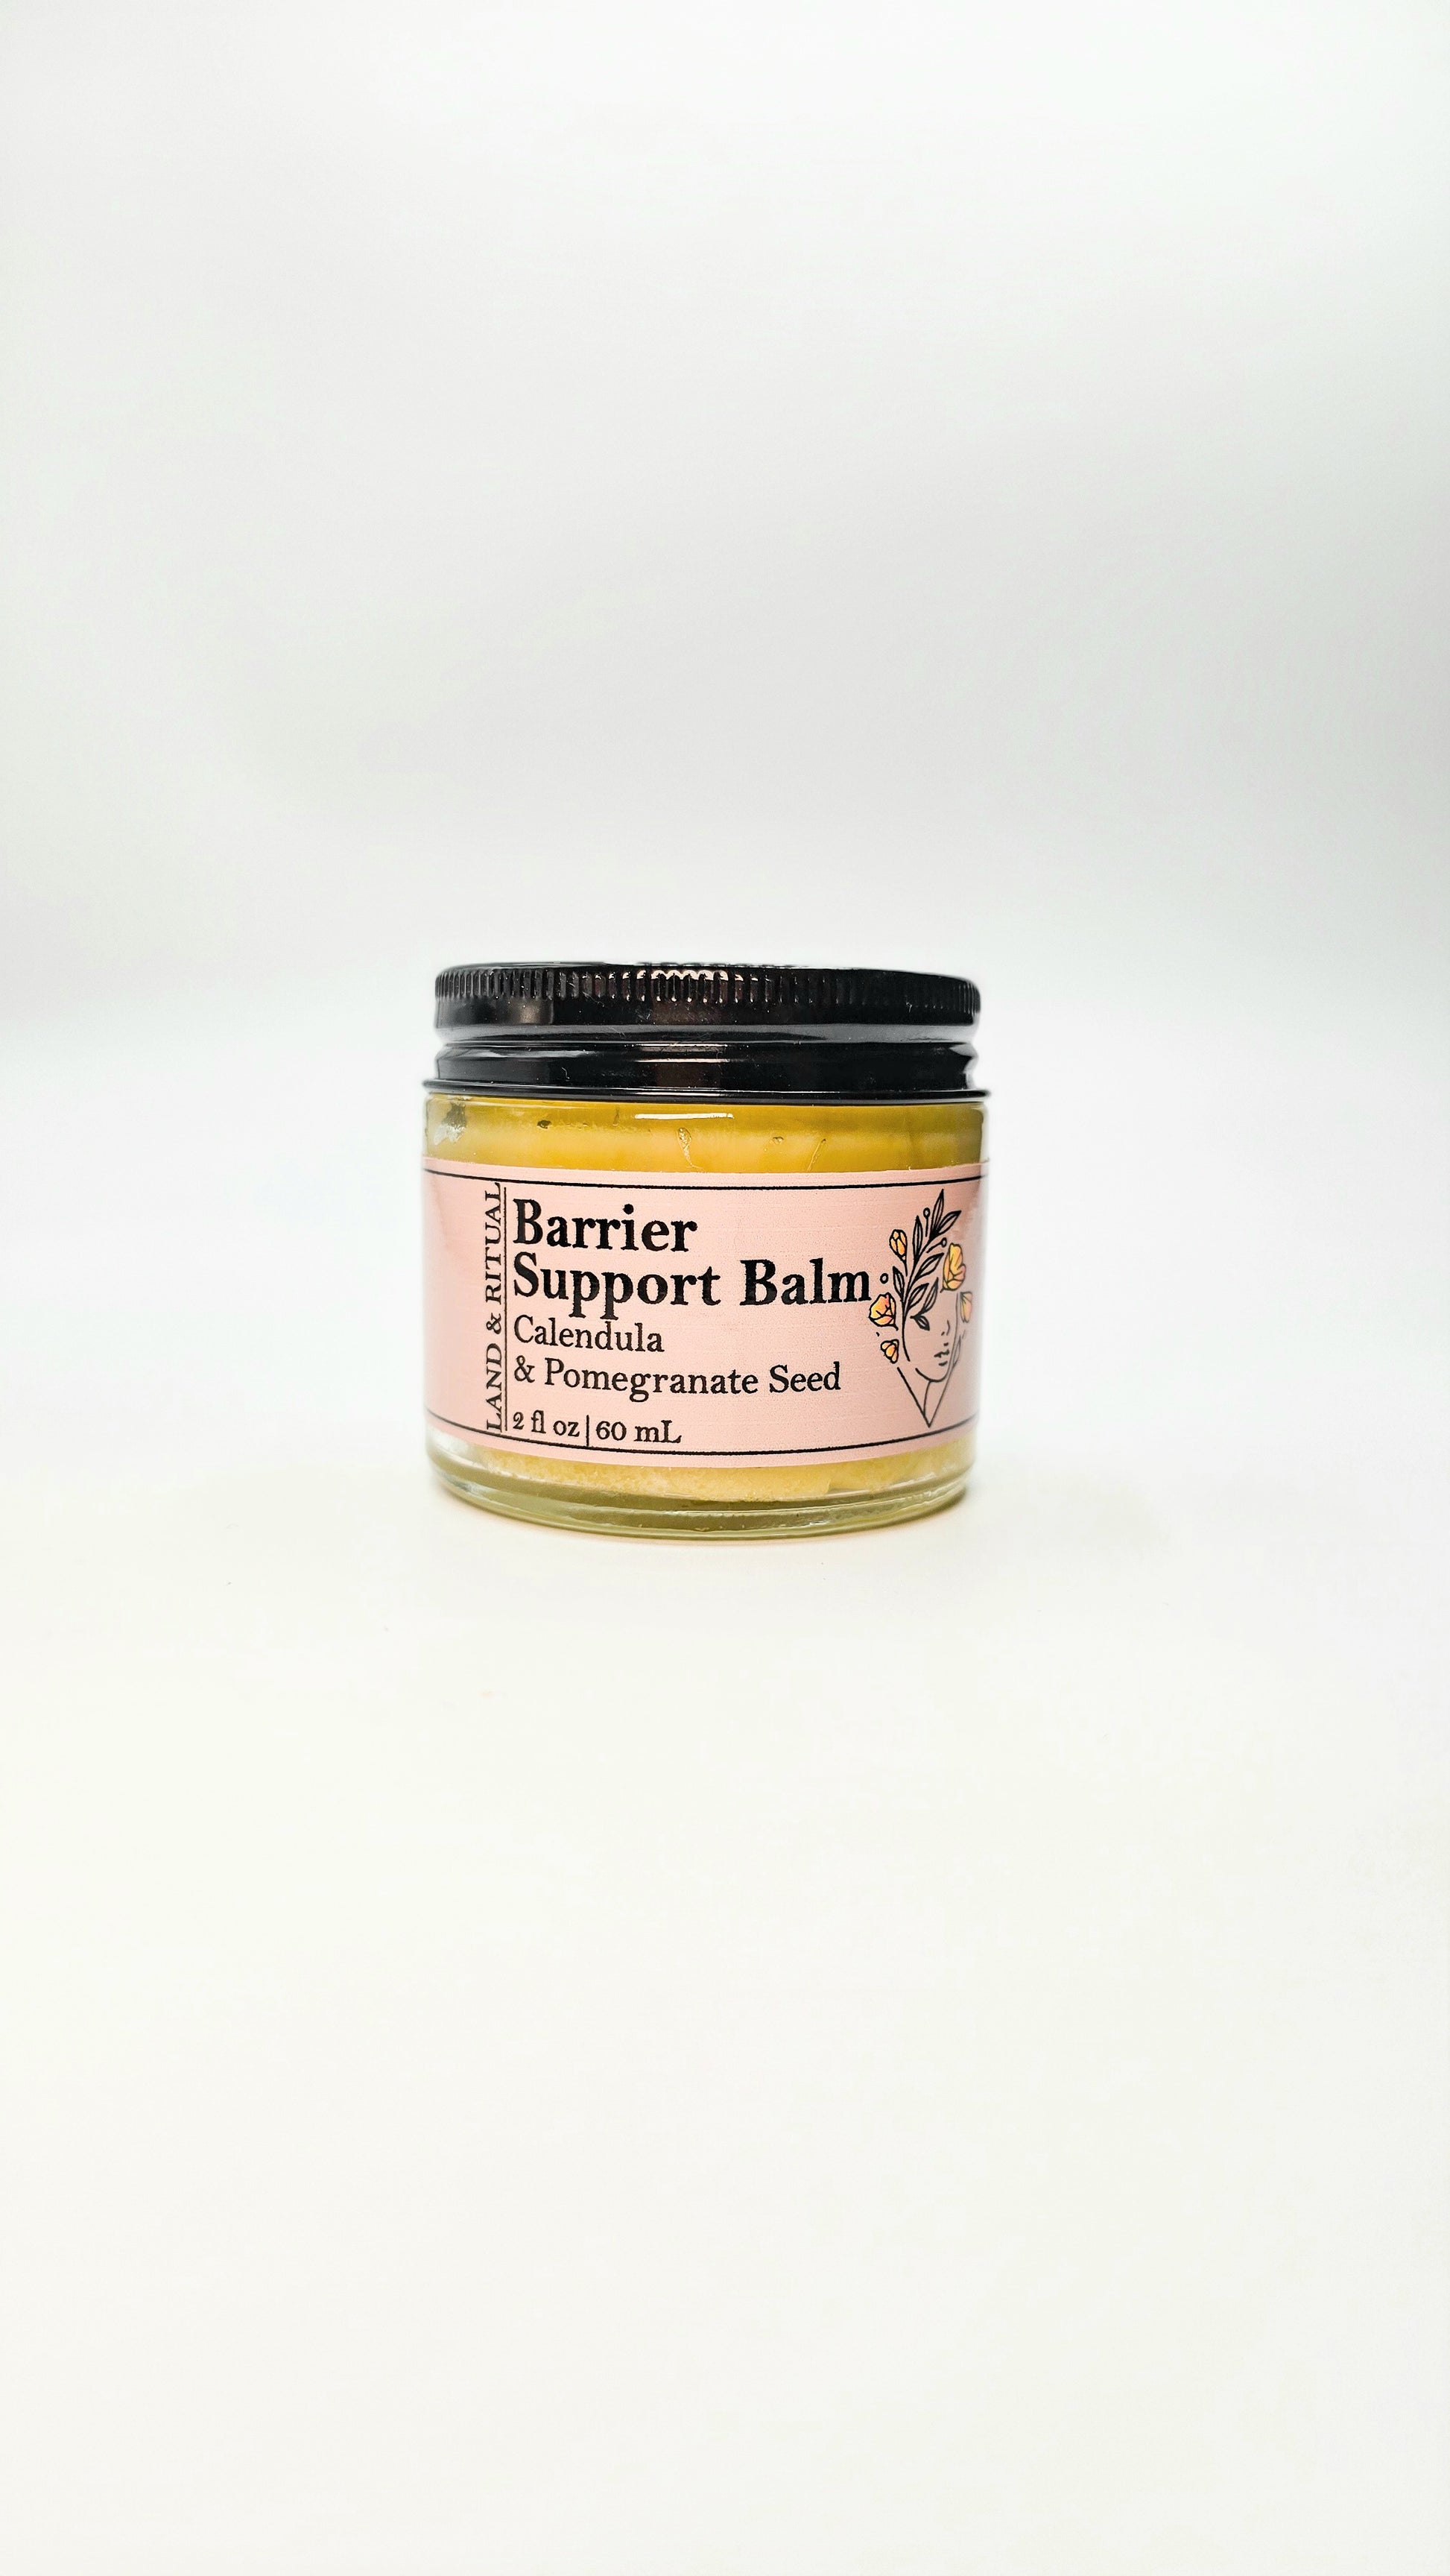 LAND & RITUAL
Barrier
Support Balm
Calendula
& Pomegranate Seed
2 fl oz|60 mL